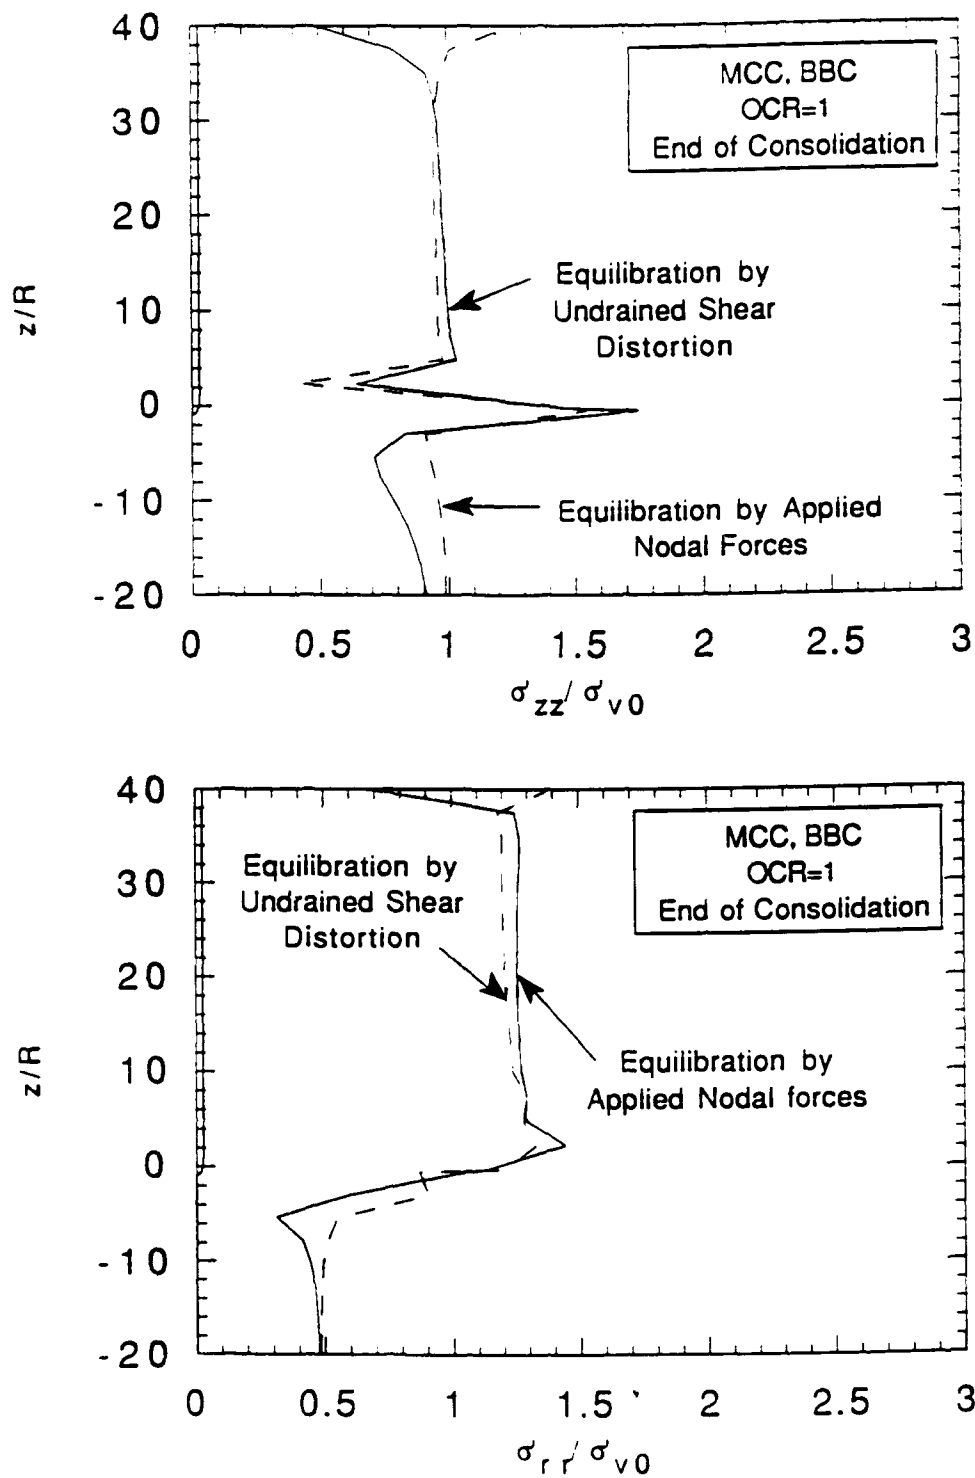 40
30
20
10
0
-10
-20
z/R
MCC, BBC
OCR=1
End of Consolidation
Equilibration by
Undrained Shear
Distortion
Equilibration by Applied
Nodal Forces
0 0.5 1 1.5 2 2.5 3
σ'zz/ σ'v0
40
30
20
10
0
-10
-20
z/R
MCC, BBC
OCR=1
End of Consolidation
Equilibration by
Undrained Shear
Distortion
Equilibration by
Applied Nodal forces
0 0.5 1 1.5 2 2.5 3
σ'rr/ σ'v0